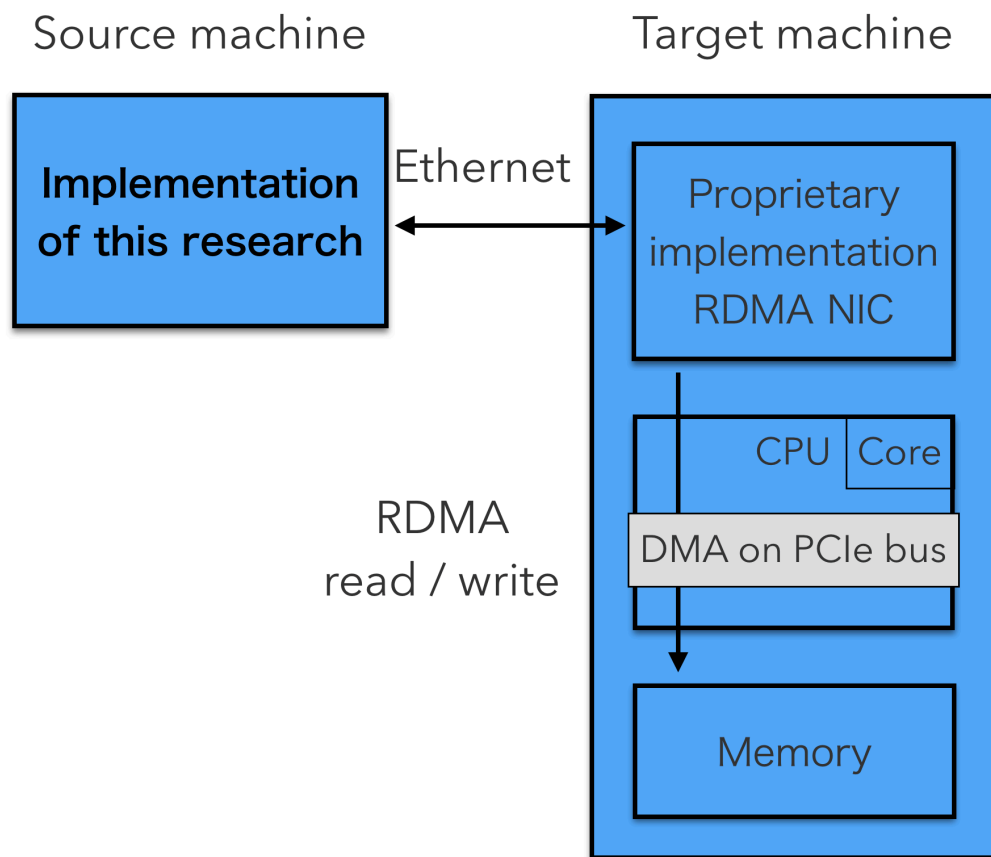 Source machine
Target machine
Implementation
of this research
Ethernet
Proprietary
implementation
RDMA NIC
CPU
Core
DMA on PCIe bus
RDMA
read / write
Memory